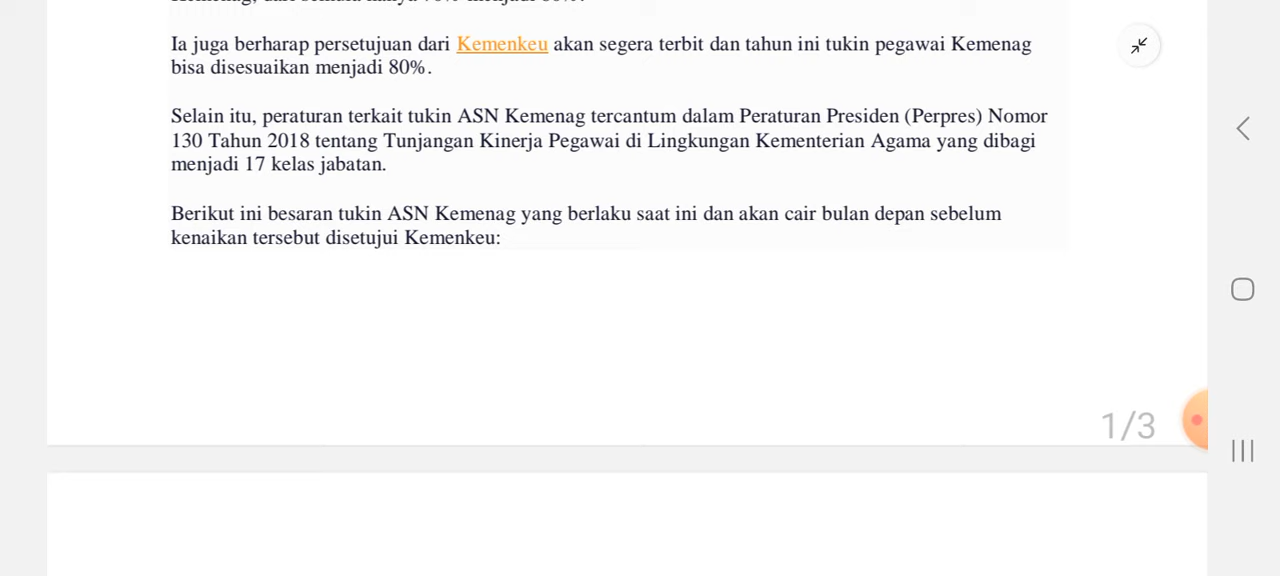 Ia juga berharap persetujuan dari Kemenkeu akan segera terbit dan tahun ini tukin pegawai Kemenag
bisa disesuaikan menjadi 80%.
Selain itu, peraturan terkait tukin ASN Kemenag tercantum dalam Peraturan Presiden (Perpres) Nomor
130 Tahun 2018 tentang Tunjangan Kinerja Pegawai di Lingkungan Kementerian Agama yang dibagi
menjadi 17 kelas jabatan.
Berikut ini besaran tukin ASN Kemenag yang berlaku saat ini dan akan cair bulan depan sebelum
kenaikan tersebut disetujui Kemenkeu:
1/3